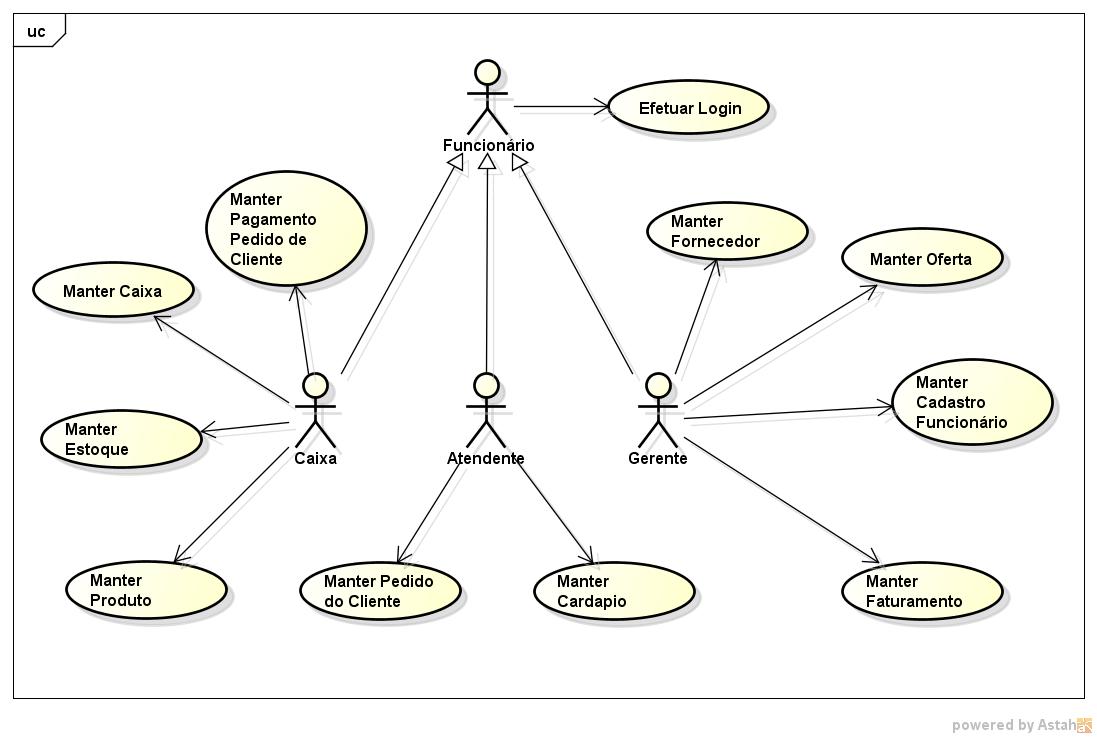 uc
Efetuar Login
Funcionário
Manter
Pagamento
Pedido de
Cliente
Manter
Fornecedor
Manter Oferta
Manter Caixa
Manter
Cadastro
Funcionário
Manter
Estoque
Caixa
Atendente
Gerente
Manter
Produto
Manter Pedido
do Cliente
Manter
Cardapio
Manter
Faturamento
powered by Astah